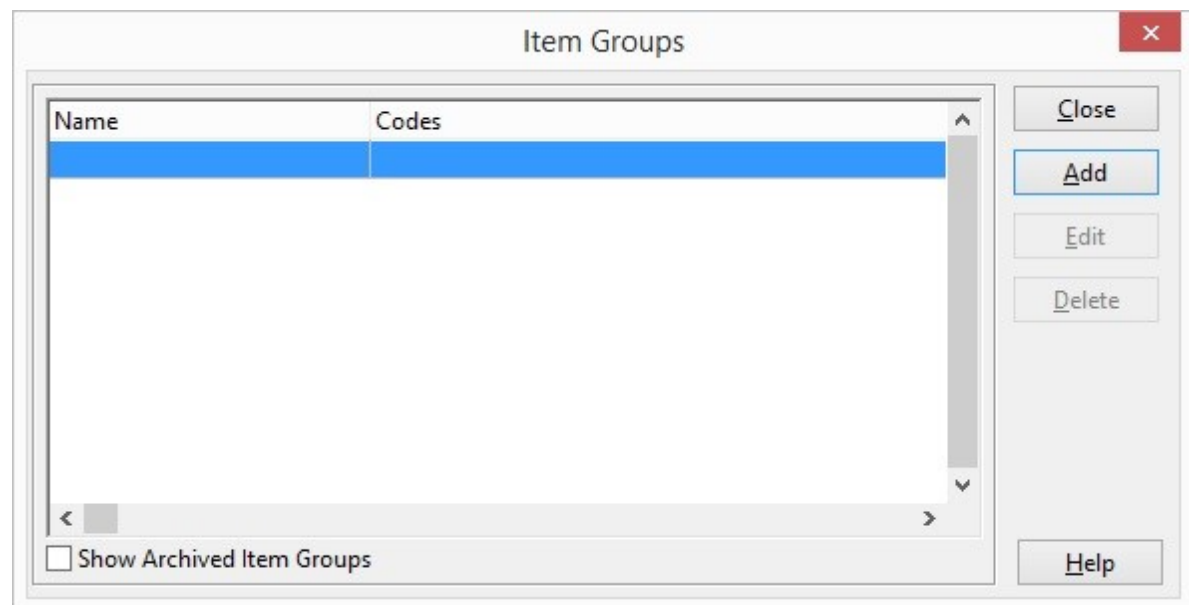 Item Groups
Name Codes
Close
Add
Edit
Delete
Show Archived Item Groups
Help